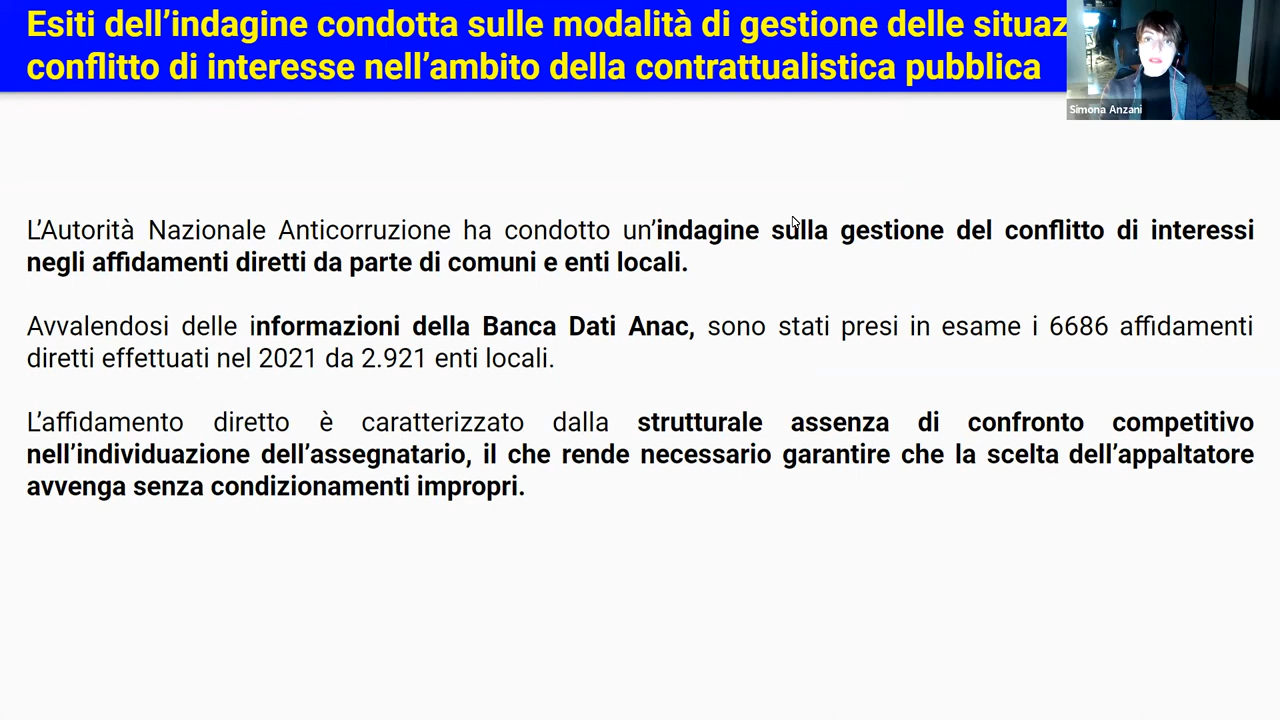 Esiti dell'indagine condotta sulle modalità di gestione delle situaz
conflitto di interesse nell'ambito della contrattualistica pubblica
Simona Anzani
L'Autorità Nazionale Anticorruzione ha condotto un'indagine sulla gestione del conflitto di interessi
negli affidamenti diretti da parte di comuni e enti locali.
Avvalendosi delle informazioni della Banca Dati Anac, sono stati presi in esame i 6686 affidamenti
diretti effettuati nel 2021 da 2.921 enti locali.
L'affidamento diretto è caratterizzato dalla strutturale assenza di confronto competitivo
nell'individuazione dell'assegnatario, il che rende necessario garantire che la scelta dell'appaltatore
avvenga senza condizionamenti impropri.